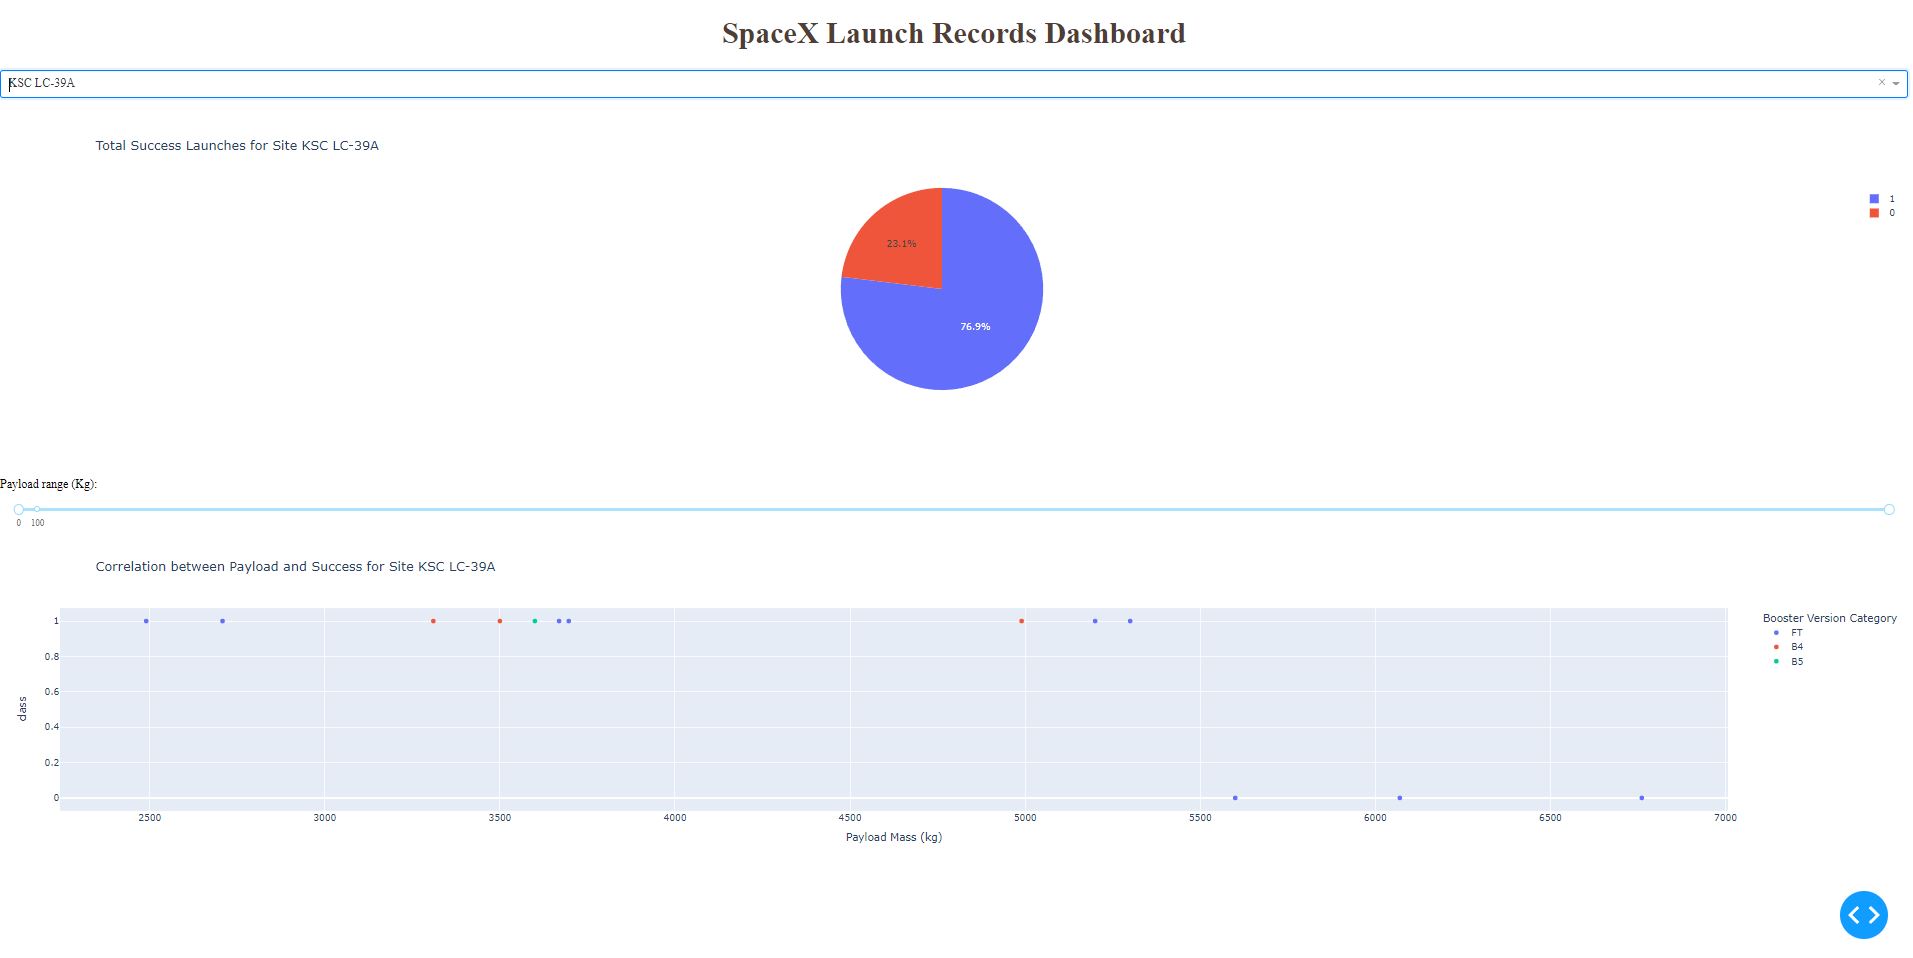 SpaceX Launch Records Dashboard
KSC LC-39A
Total Success Launches for Site KSC LC-39A
1
0
23.1%
76.9%
Payload range (Kg):
0 100
Correlation between Payload and Success for Site KSC LC-39A
Booster Version Category
FT
B4
B5
1
0.8
0.6
0.4
0.2
0
class
2500 3000 3500 4000 4500 5000 5500 6000 6500 7000
Payload Mass (kg)